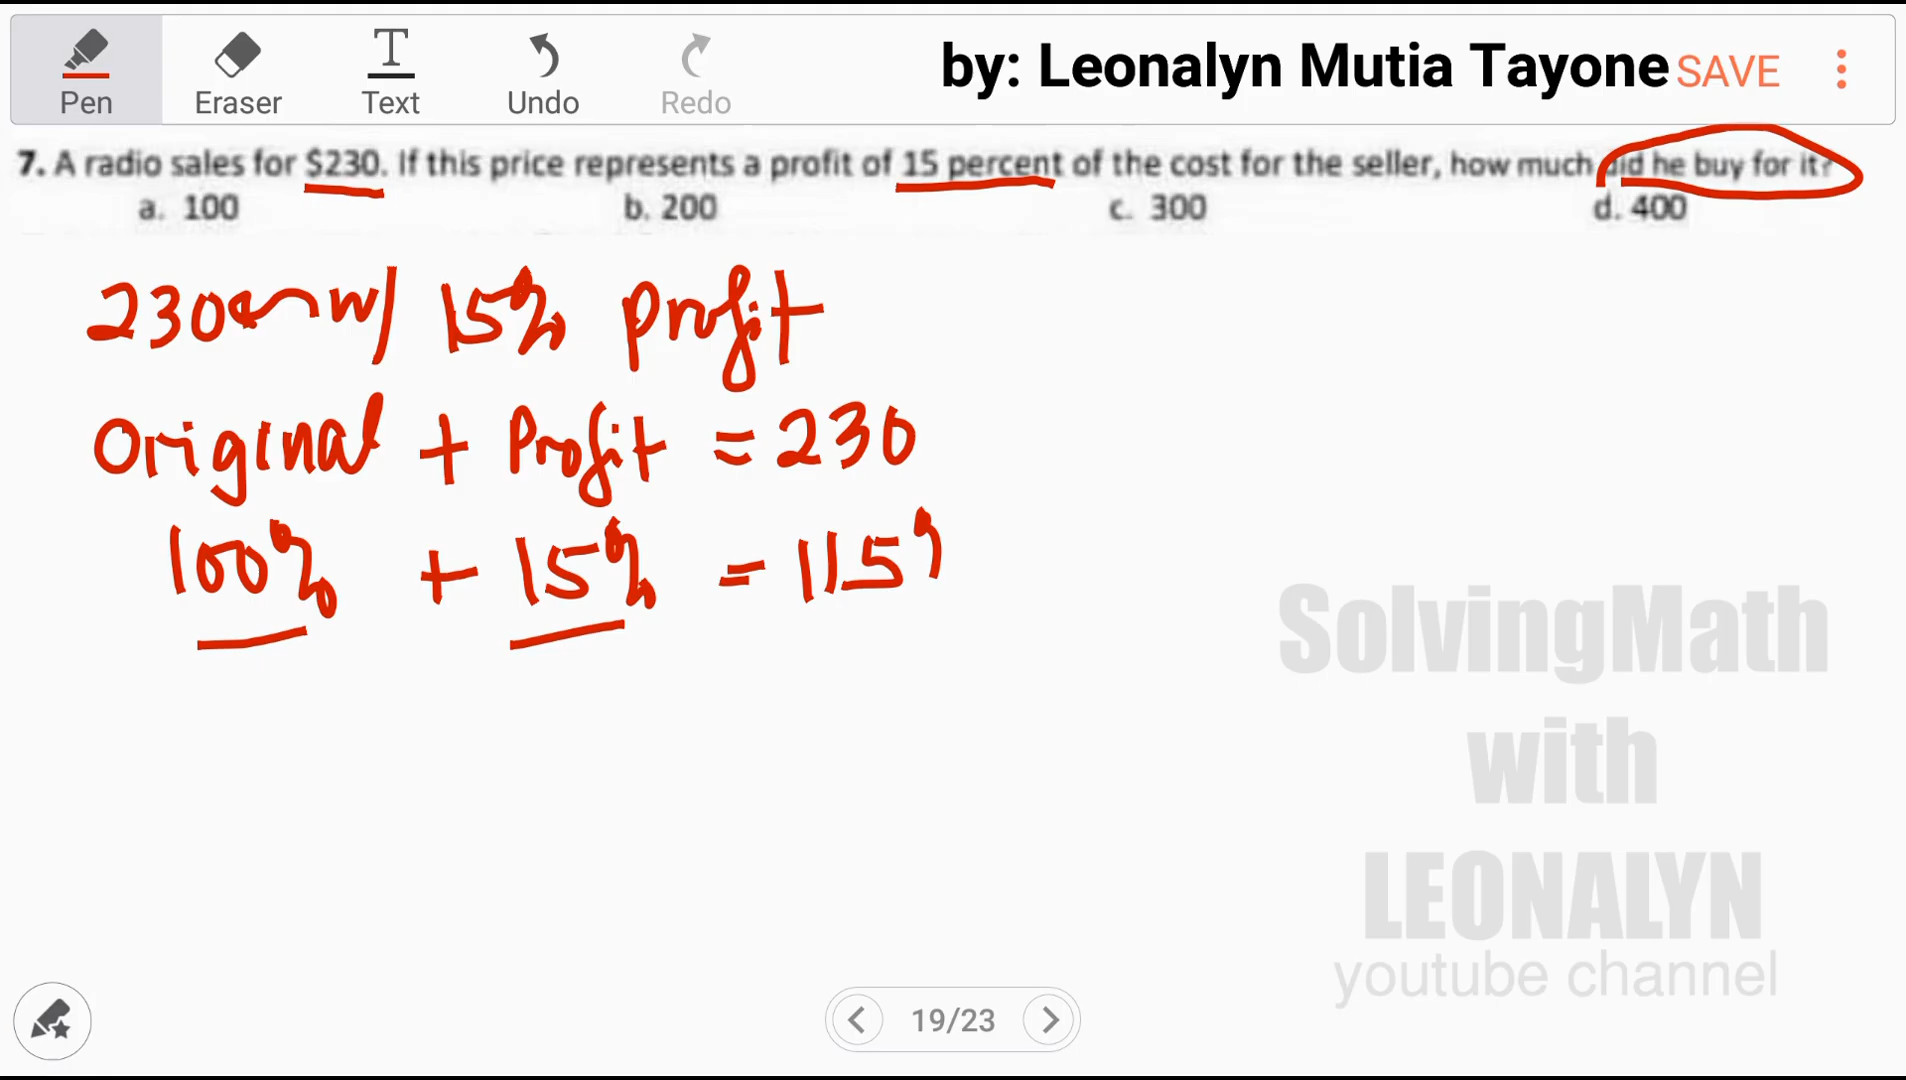 Pen
Eraser
Text
Undo
Redo
by: Leonalyn Mutia Tayone
SAVE
7. A radio sales for $230. If this price represents a profit of 15 percent of the cost for the seller, how much did he buy for it?
a. 100
b. 200
c. 300
d. 400
230 w/ 15% profit
Original + Profit = 230
100% + 15% = 115
SolvingMath
with
LEONALYN
youtube channel
19/23